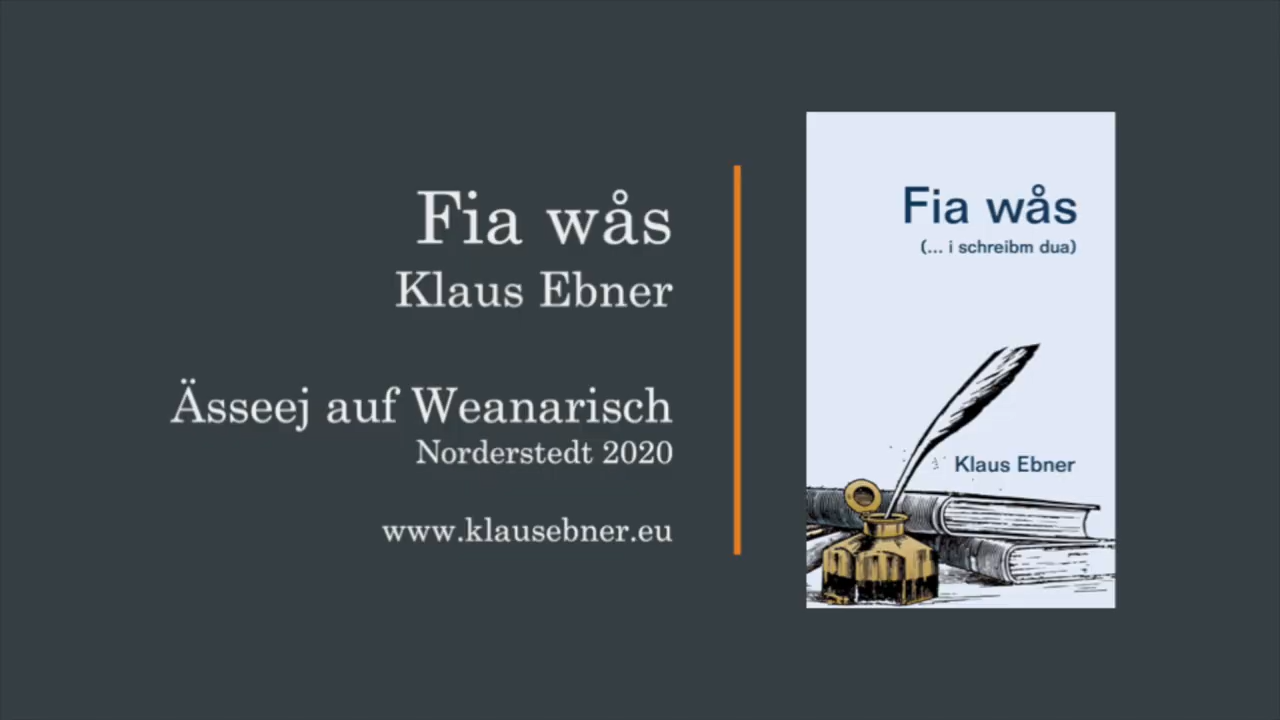 Fia wås
Klaus Ebner
Ässeej auf Weanarisch
Norderstedt 2020
www.klausebner.eu
Fia wås
(... i schreibm dua)
Klaus Ebner